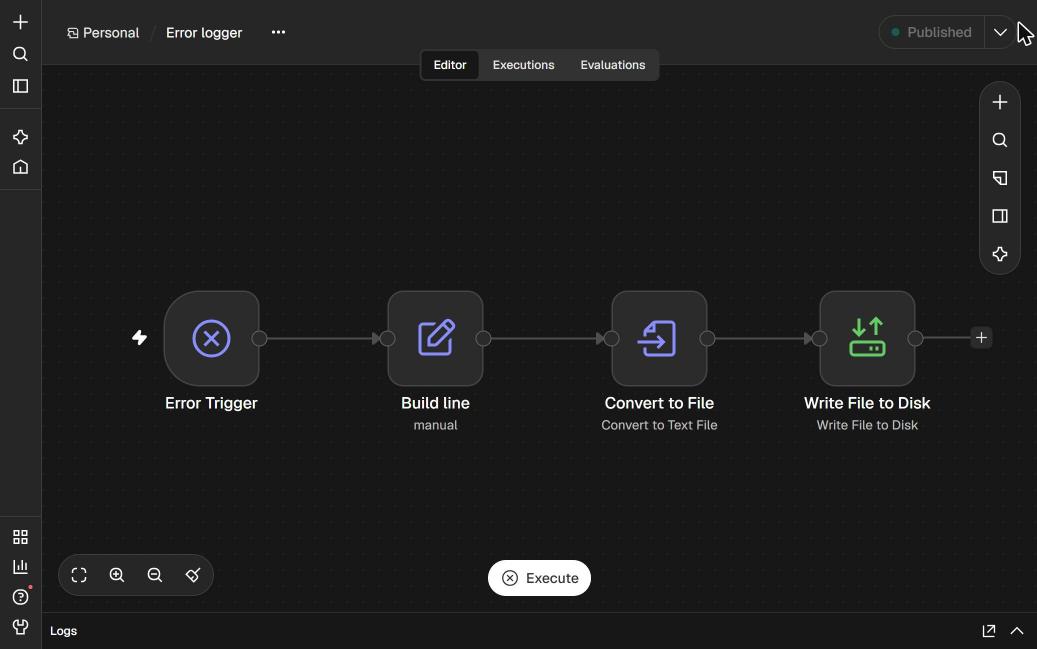 Personal / Error logger
Published
Editor Executions Evaluations
Error Trigger
Build line
manual
Convert to File
Convert to Text File
Write File to Disk
Write File to Disk
Execute
Logs